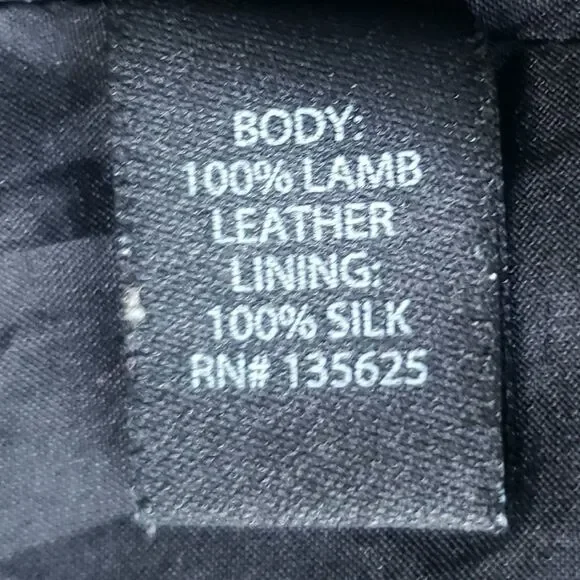 BODY:
100% LAMB
LEATHER
LINING:
100% SILK
RN# 135625